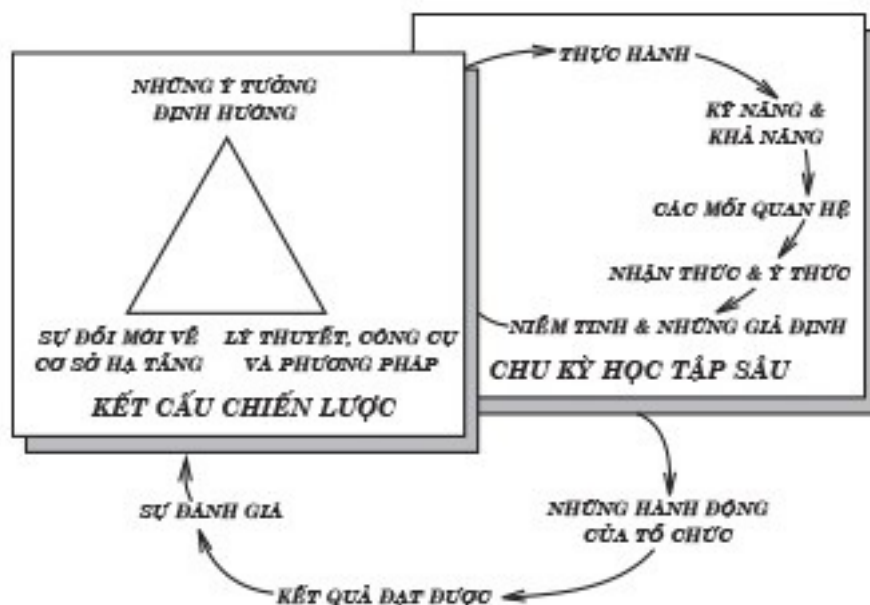 NHỮNG Ý TƯỞNG
ĐỊNH HƯỚNG
SỰ ĐỔI MỚI VỀ
CƠ SỞ HẠ TẦNG
LÝ THUYẾT, CÔNG CỤ
VÀ PHƯƠNG PHÁP
KẾT CẤU CHIẾN LƯỢC
THỰC HÀNH
KỸ NĂNG &
KHẢ NĂNG
CÁC MỐI QUAN HỆ
NHẬN THỨC & Ý THỨC
NIỀM TINH & NHỮNG GIẢ ĐỊNH
CHU KỲ HỌC TẬP SÂU
NHỮNG HÀNH ĐỘNG
CỦA TỔ CHỨC
KẾT QUẢ ĐẠT ĐƯỢC
SỰ ĐÁNH GIÁ